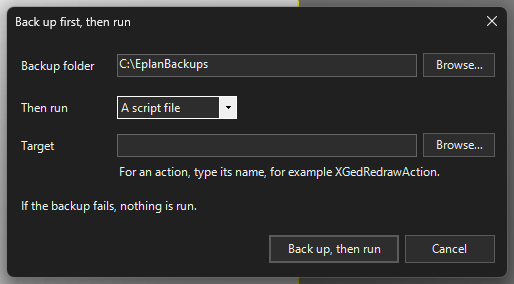 Back up first, then run
Backup folder C:\EplanBackups Browse...
Then run A script file
Target Browse...
For an action, type its name, for example XGedRedrawAction.
If the backup fails, nothing is run.
Back up, then run Cancel